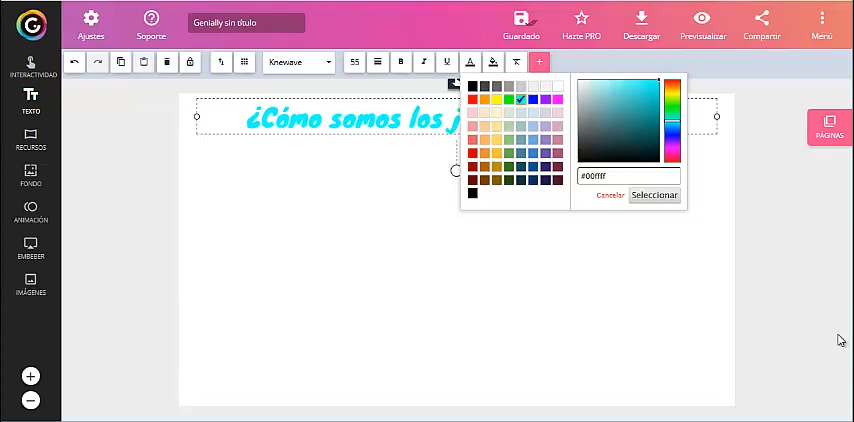 Ajustes
Soporte
Genially sin título
Guardado
Hazte PRO
Descargar
Previsualizar
Compartir
Menú
INTERACTIVIDAD
TEXTO
RECURSOS
FONDO
ANIMACIÓN
EMBEBER
IMÁGENES
Knewave
55
B
I
U
A
+
¿Cómo somos los j
#00ffff
Cancelar
Seleccionar
PÁGINAS